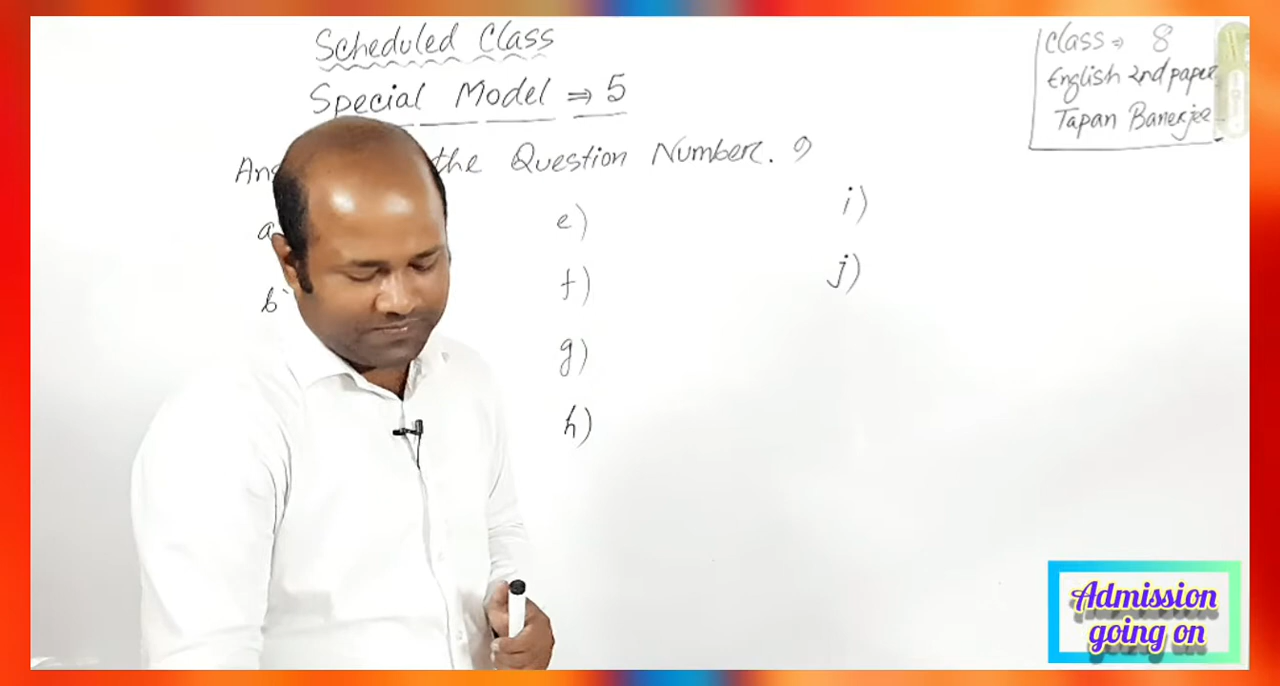 Scheduled Class
Special Model ⇒ 5
the Question Number. 9
a
b
e)
f)
g)
h)
i)
j)
Class ⇒ 8
English 2nd paper
Tapan Banerjee
Admission
going on